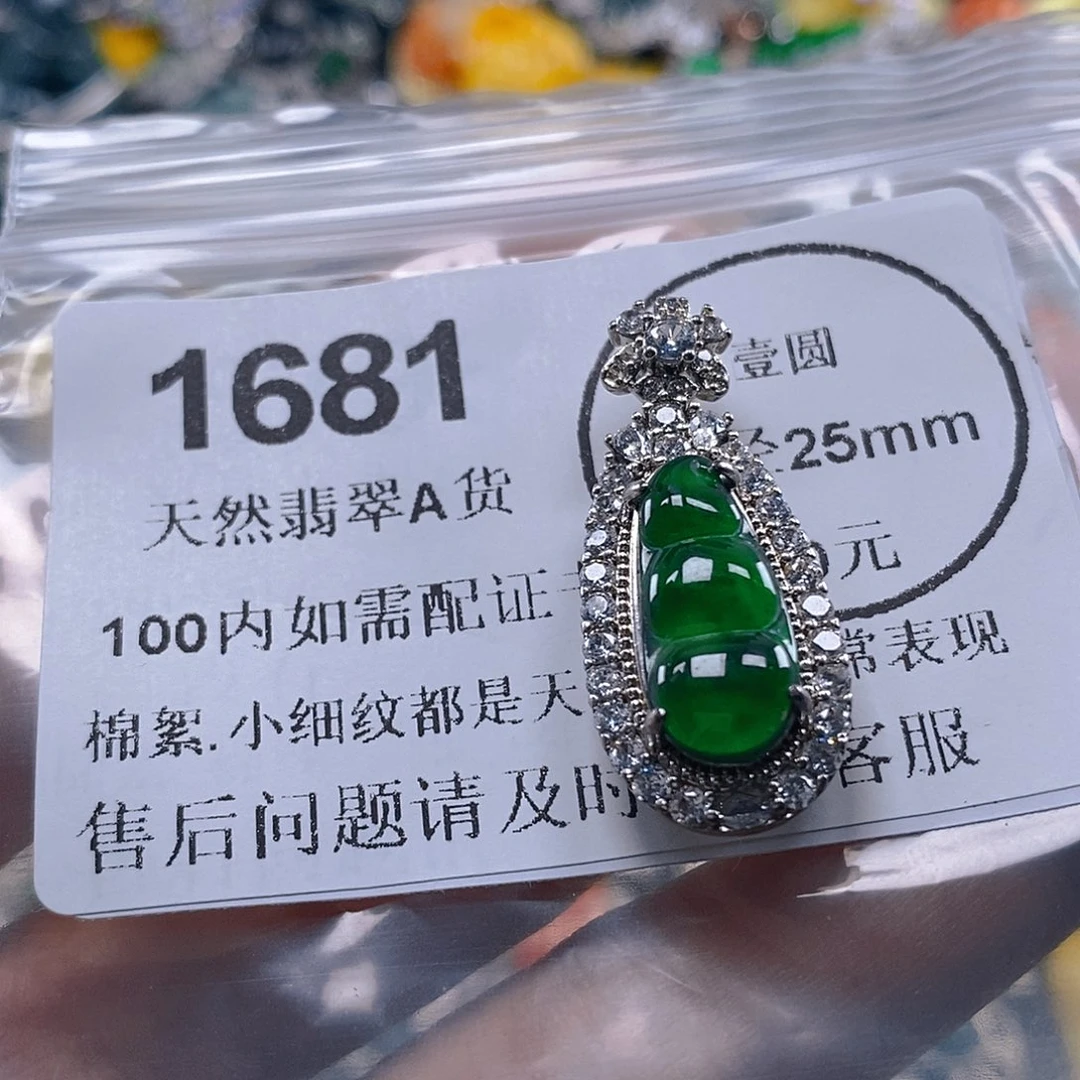 1681
天然翡翠A货
100内如需配证
棉絮.小细纹都是天 常表现
售后问题请及时 客服
壹圆
25mm
元